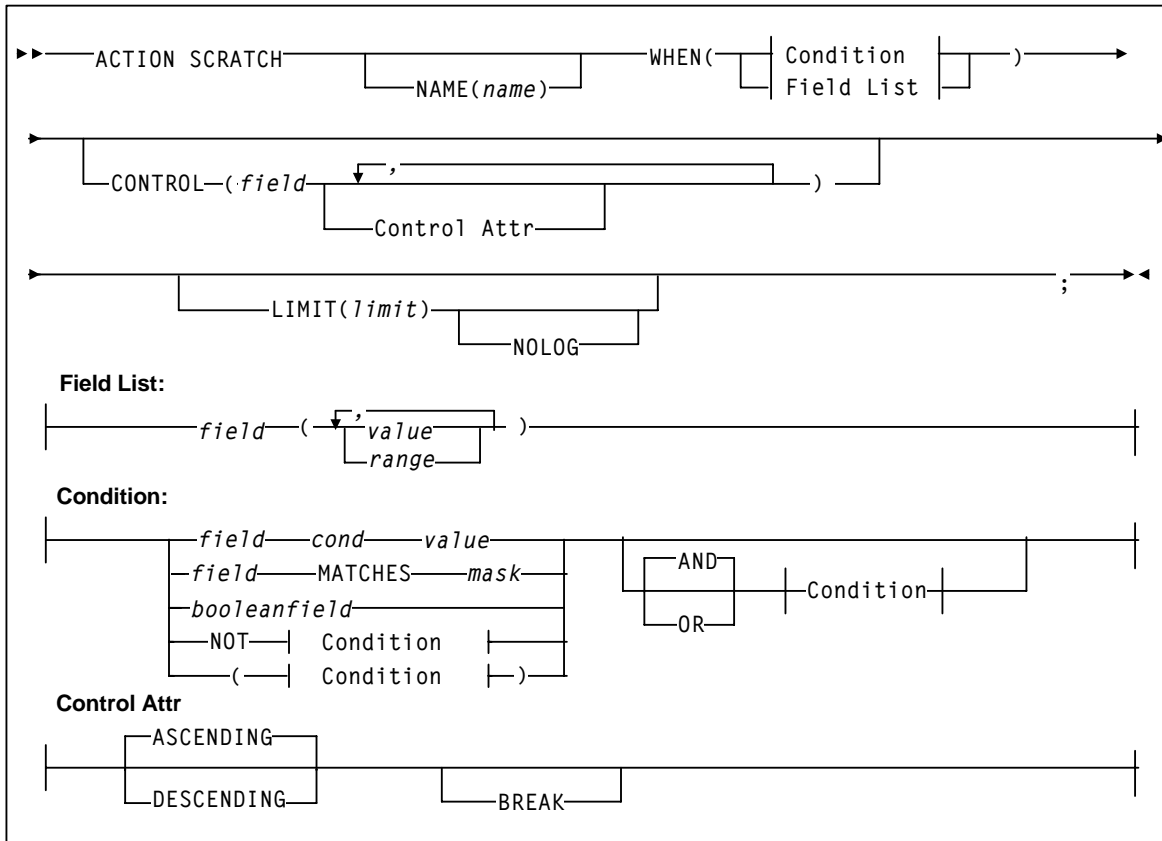 ACTION SCRATCH WHEN( Condition )
NAME(name) Field List
,
CONTROL (field )
Control Attr
;
LIMIT(limit)
NOLOG
Field List:
,
field ( value )
range
Condition:
field cond value
AND
field MATCHES mask
Condition
booleanfield
OR
NOT Condition
( Condition )
Control Attr
ASCENDING
DESCENDING
BREAK